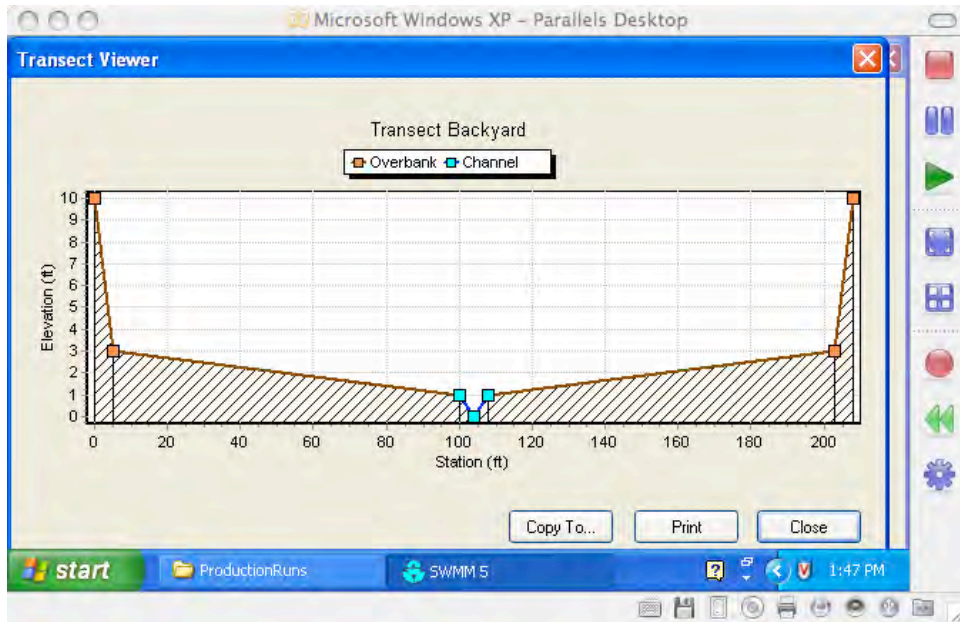 Microsoft Windows XP – Parallels Desktop
Transect Viewer
Transect Backyard
Overbank Channel
10
9
8
7
6
5
4
3
2
1
0
Elevation (ft)
0 20 40 60 80 100 120 140 160 180 200
Station (ft)
Copy To... Print Close
start ProductionRuns SWMM 5 1:47 PM